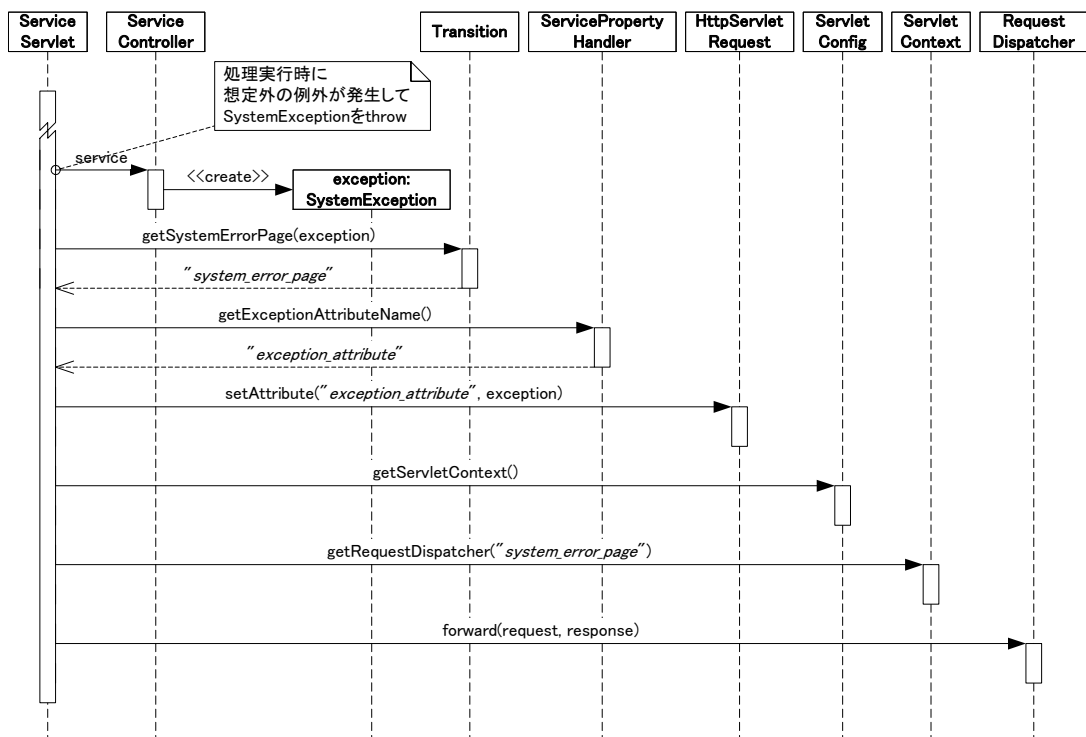 Service
Servlet
Service
Controller
Transition
ServiceProperty
Handler
HttpServlet
Request
Servlet
Config
Servlet
Context
Request
Dispatcher
処理実行時に
想定外の例外が発生して
SystemExceptionをthrow
service
<<create>>
exception:
SystemException
getSystemErrorPage(exception)
"system_error_page"
getExceptionAttributeName()
"exception_attribute"
setAttribute("exception_attribute", exception)
getServletContext()
getRequestDispatcher("system_error_page")
forward(request, response)